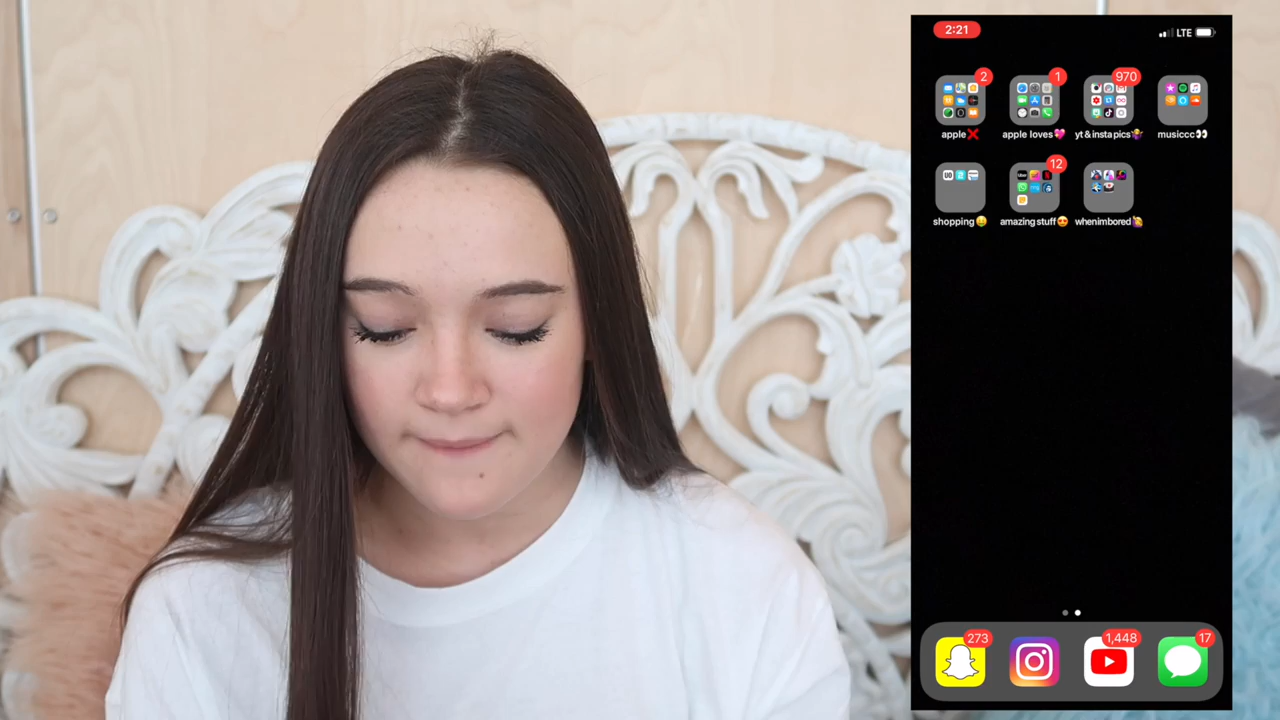 2:21 LTE
2 1 970
apple❌ apple loves💖 yt & insta pics🤷‍♀️ musiccc👀
12
shopping🤑 amazing stuff😍 whenimbored🙋
273 1,448 17